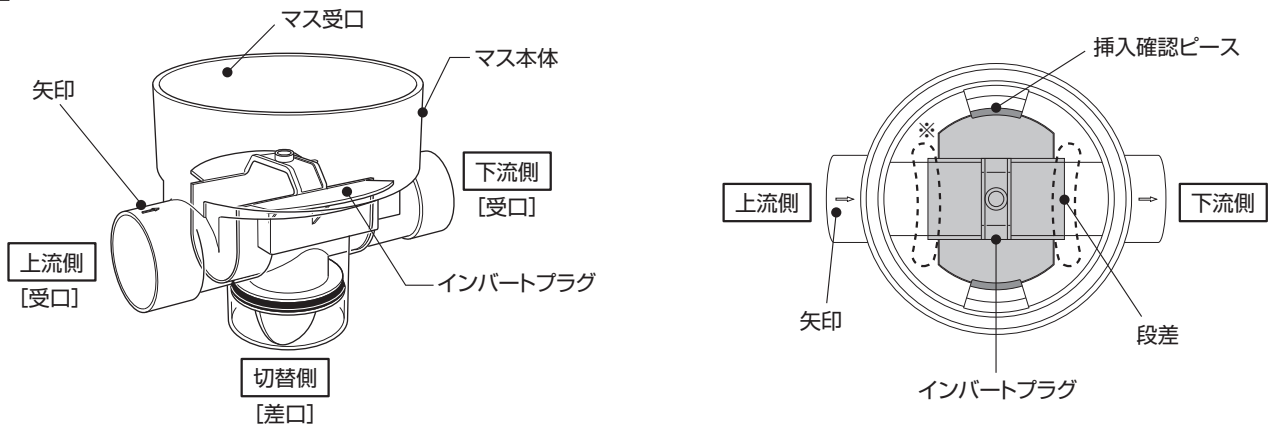 マス受口
マス本体
矢印
下流側
[受口]
上流側
[受口]
インバートプラグ
切替側
[差口]
挿入確認ピース
※
上流側
下流側
矢印
段差
インバートプラグ